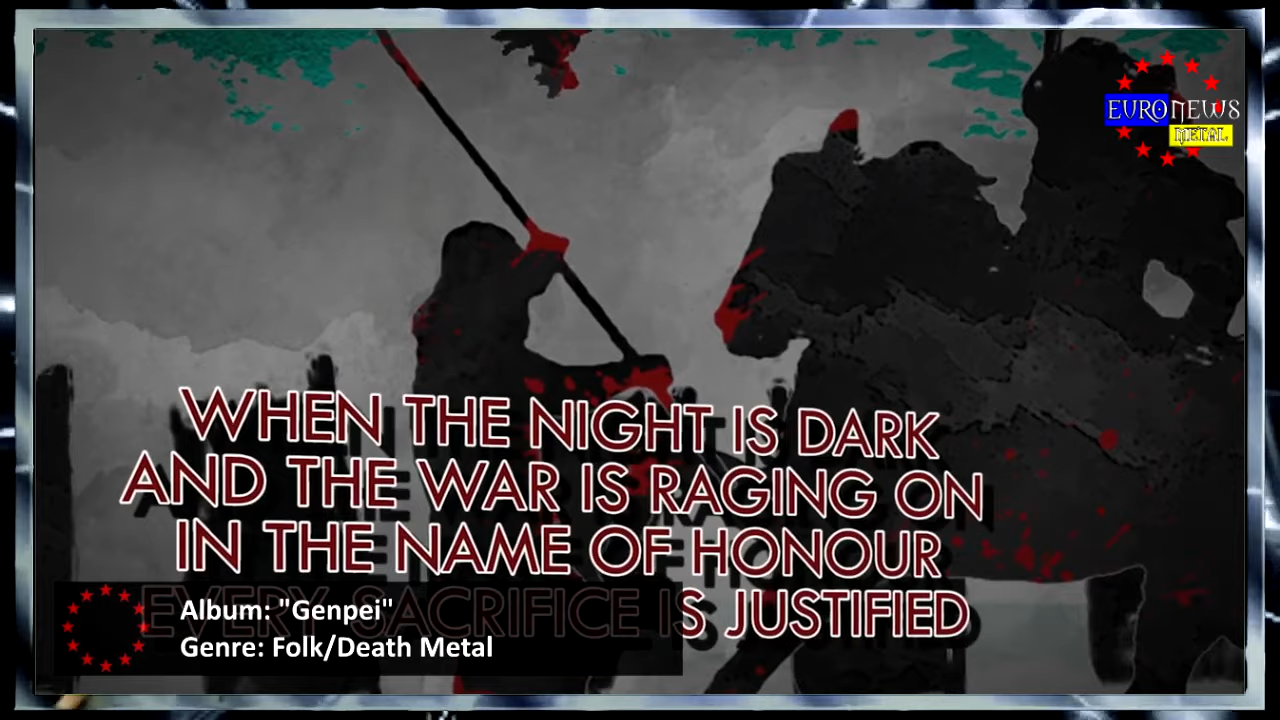 EURONEWS
METAL
WHEN THE NIGHT IS DARK
AND THE WAR IS RAGING ON
IN THE NAME OF HONOUR
EVERY SACRIFICE IS JUSTIFIED
Album: "Genpei"
Genre: Folk/Death Metal